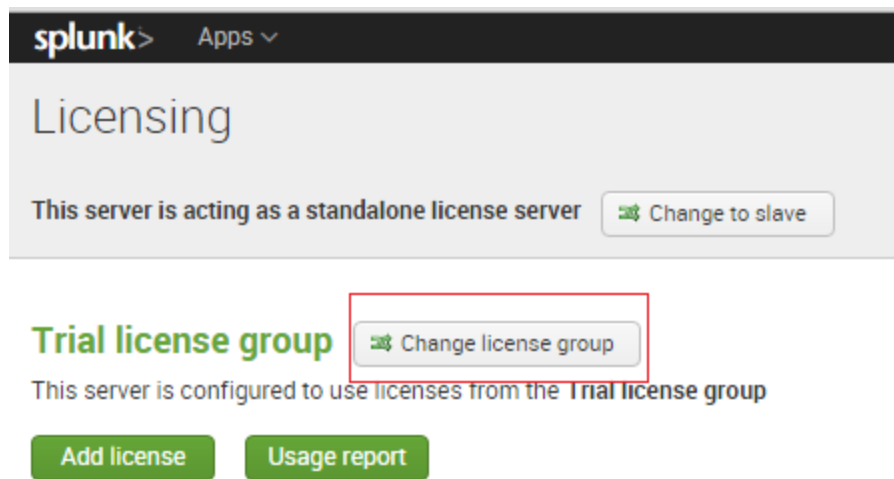 splunk> Apps
Licensing
This server is acting as a standalone license server Change to slave
Trial license group Change license group
This server is configured to use licenses from the Trial license group
Add license Usage report